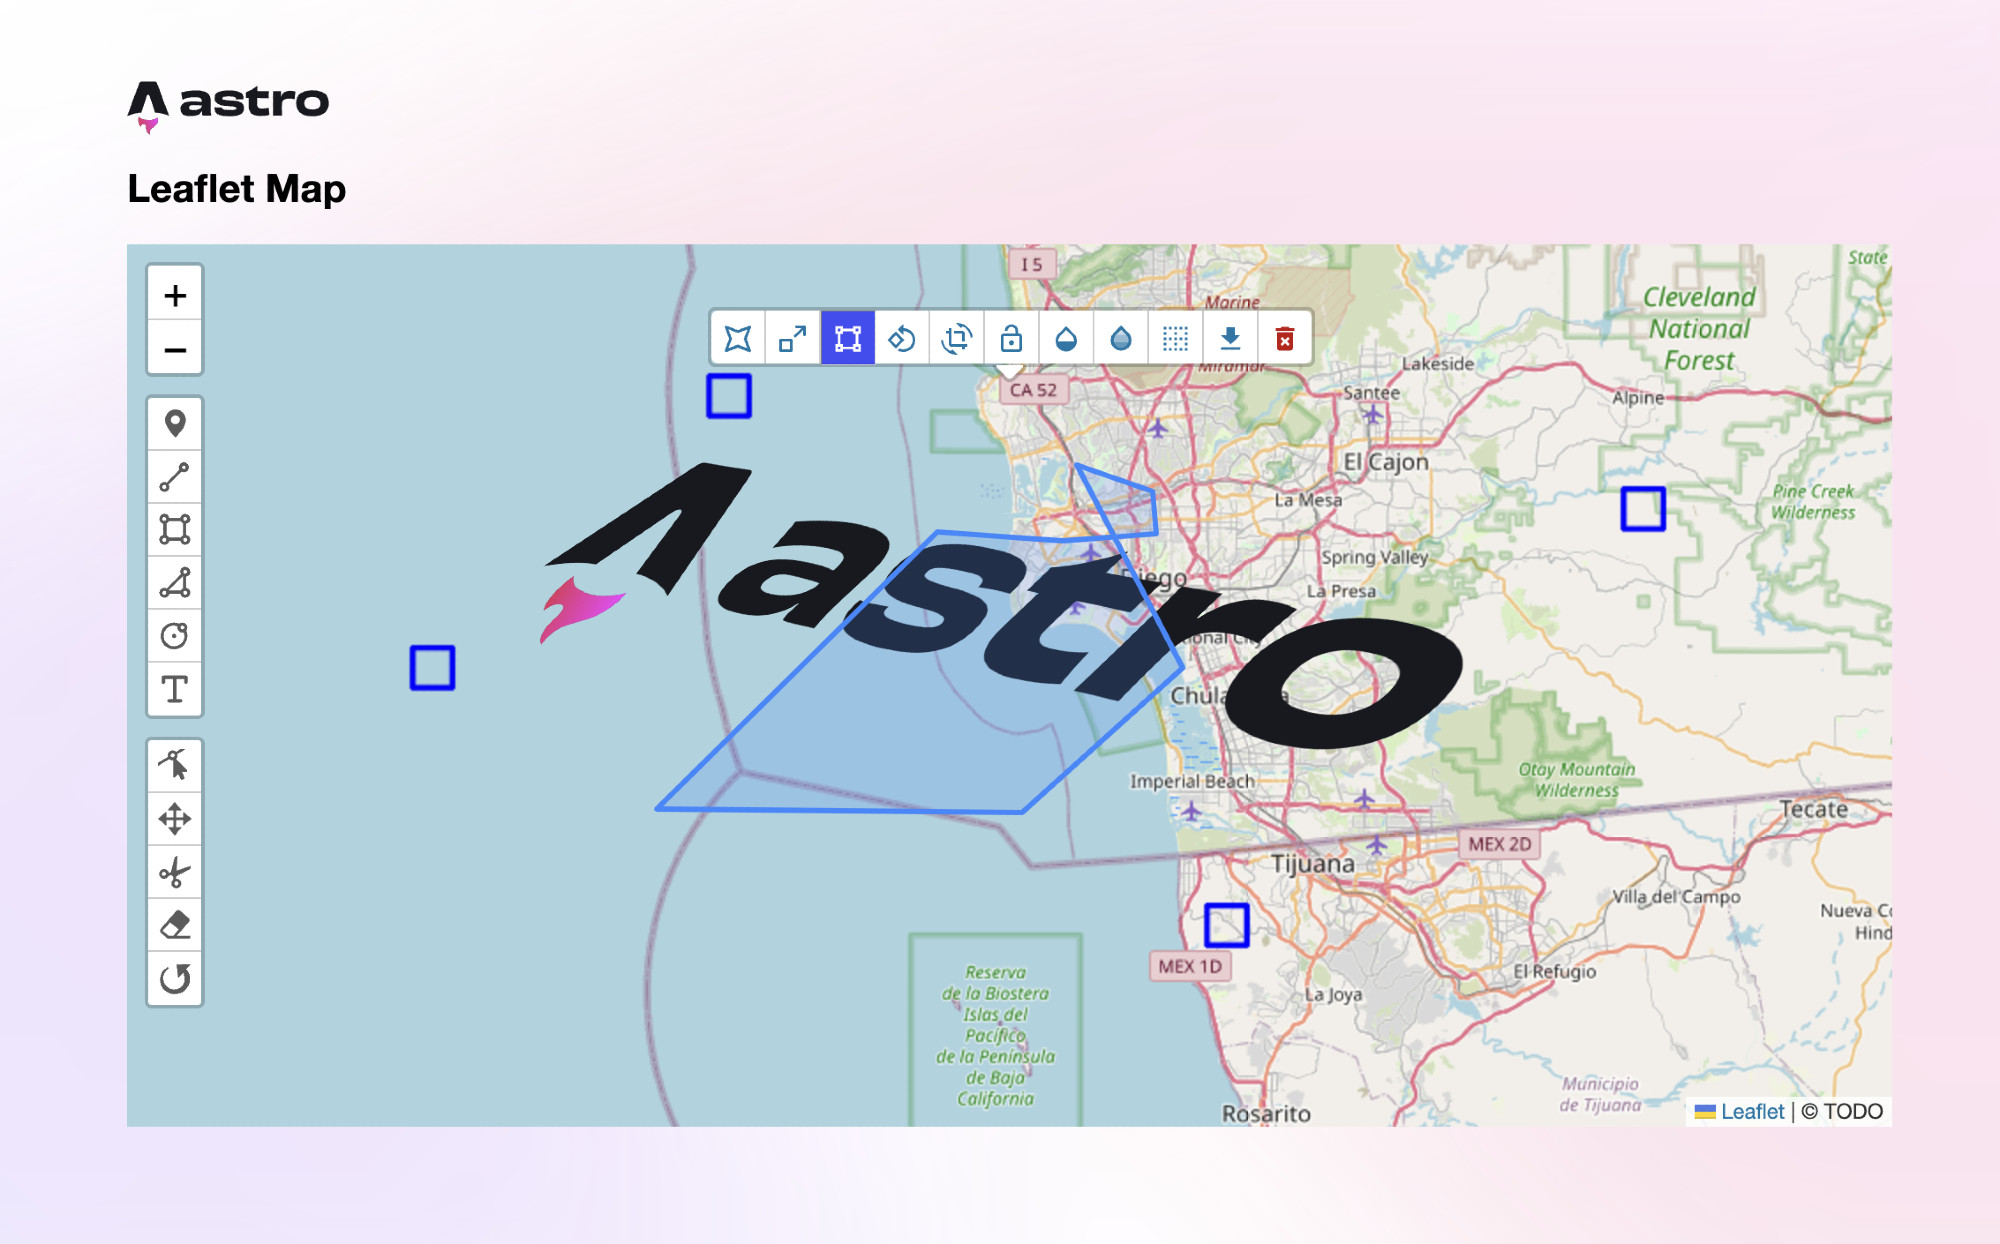 astro
Leaflet Map
+
−
I 5
State
Marine
Cleveland
National
Forest
Miramar
Lakeside
CA 52
Santee
Alpine
El Cajon
La Mesa
Pine Creek
Wilderness
Spring Valley
Diego
La Presa
astro
Chula
Imperial Beach
Otay Mountain
Wilderness
Tecate
MEX 2D
Tijuana
Villa del Campo
Nueva
Hind
MEX 1D
El Refugio
Reserva
de la Biostera
Islas del
Pacífico
de la Península
de Baja
California
La Joya
Municipio
de Tijuana
Rosarito
Leaflet | © TODO